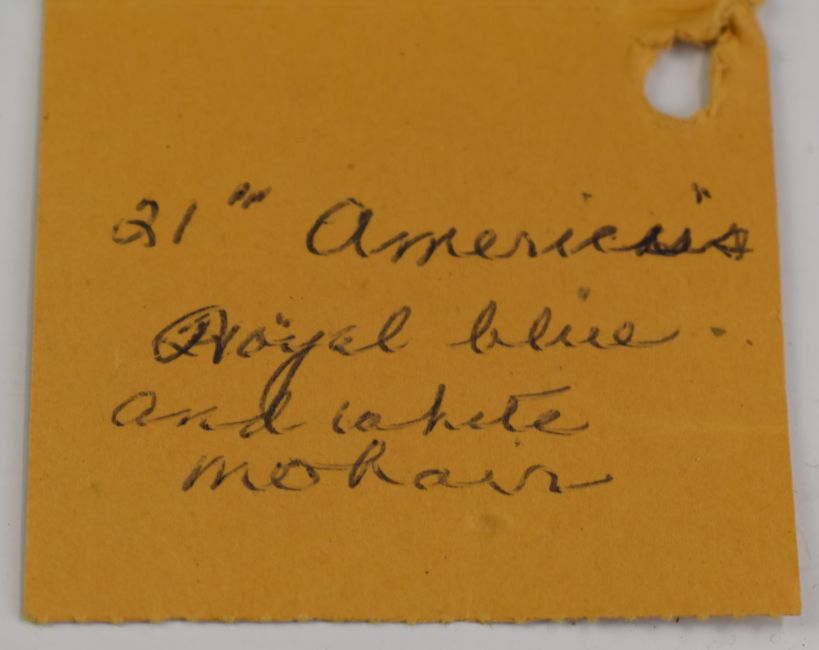 21" America's
Royal blue
and white
mohair